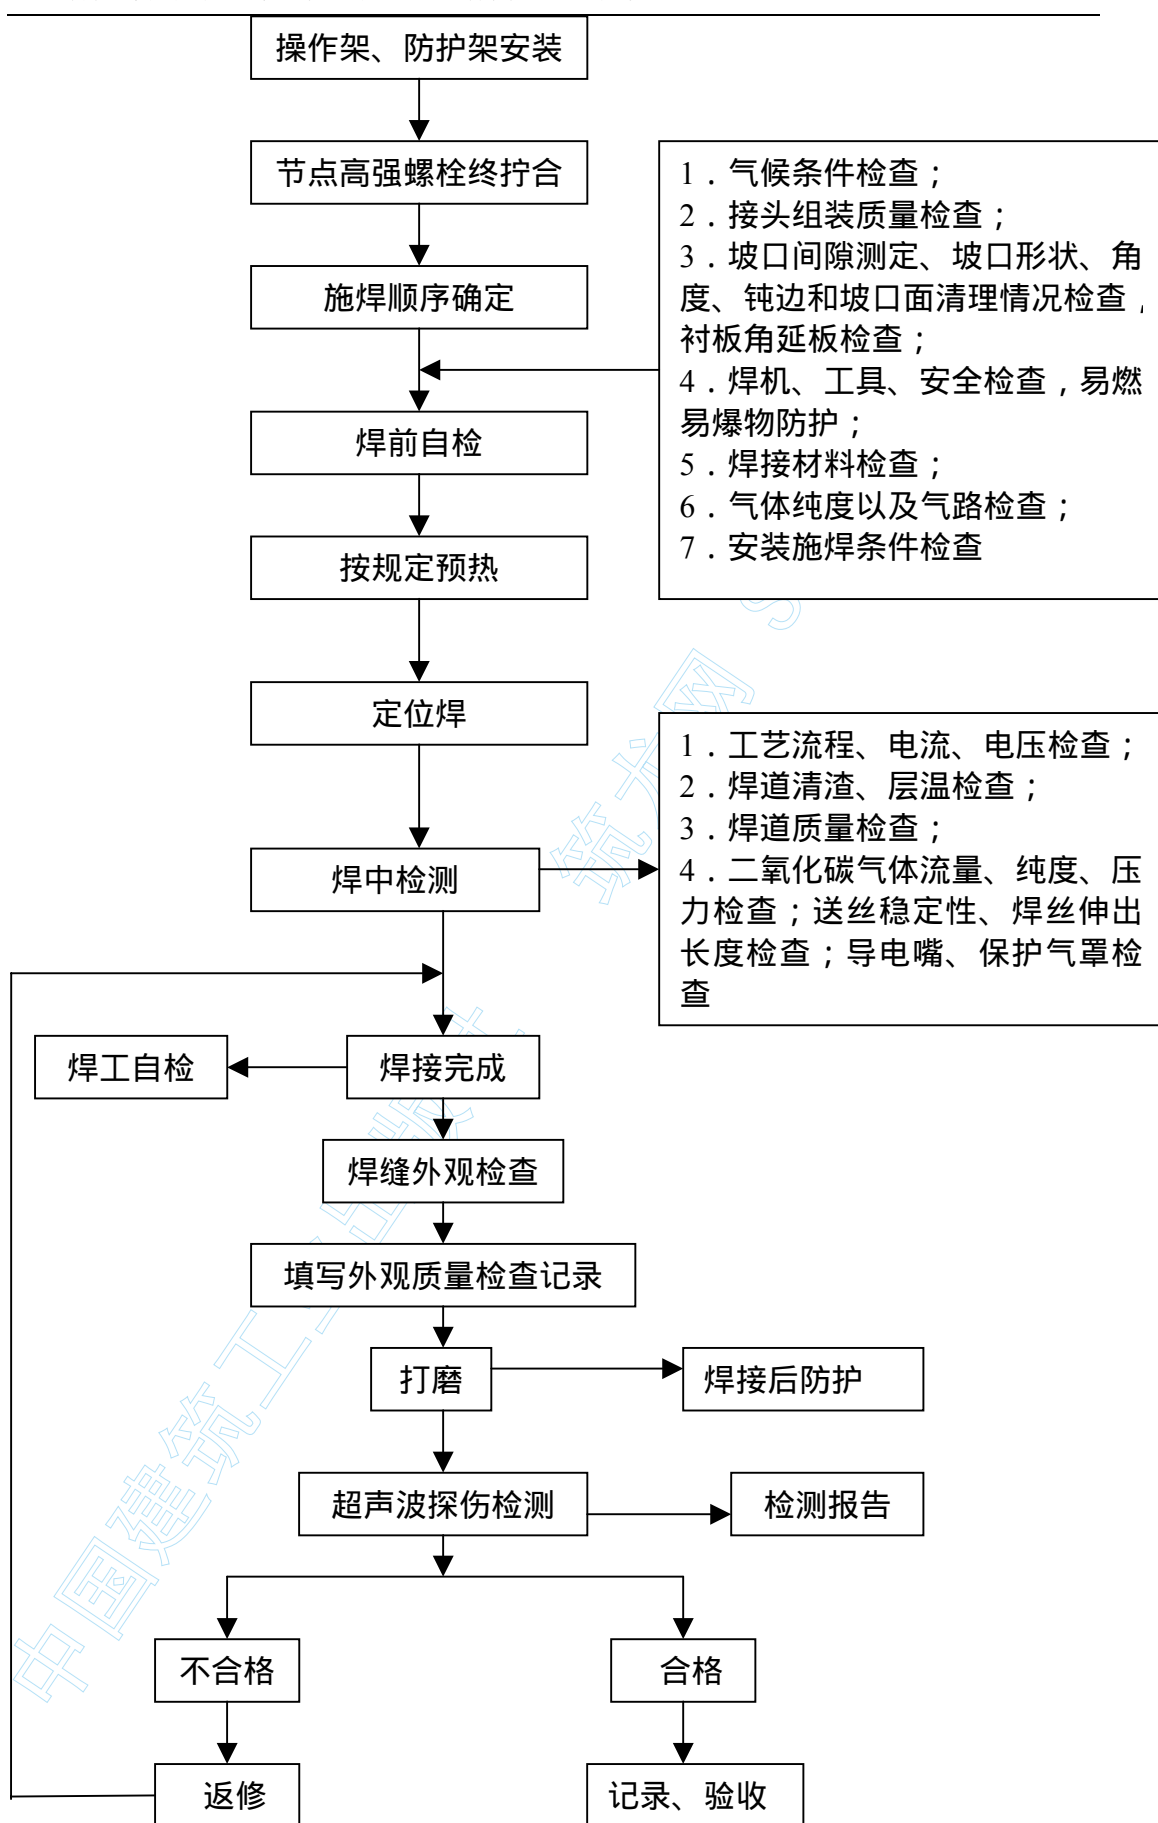 操作架、防护架安装
节点高强螺栓终拧合
施焊顺序确定
1．气候条件检查；
2．接头组装质量检查；
3．坡口间隙测定、坡口形状、角
度、钝边和坡口面清理情况检查，
衬板角延板检查；
4．焊机、工具、安全检查，易燃
易爆物防护；
5．焊接材料检查；
6．气体纯度以及气路检查；
7．安装施焊条件检查
焊前自检
按规定预热
定位焊
焊中检测
1．工艺流程、电流、电压检查；
2．焊道清渣、层温检查；
3．焊道质量检查；
4．二氧化碳气体流量、纯度、压
力检查；送丝稳定性、焊丝伸出
长度检查；导电嘴、保护气罩检
查
焊工自检
焊接完成
焊缝外观检查
填写外观质量检查记录
打磨
焊接后防护
超声波探伤检测
检测报告
不合格
合格
返修
记录、验收
中国建筑工业出版社
筑龙网